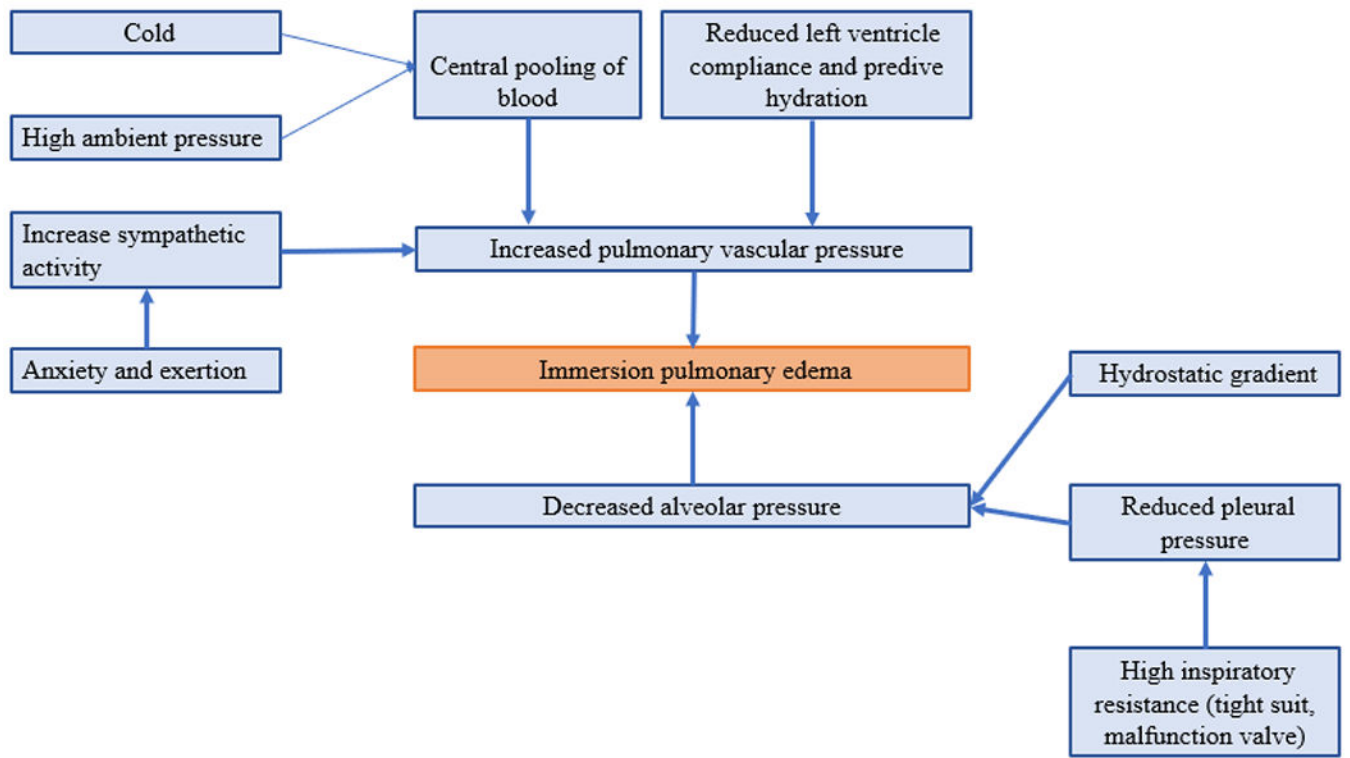 Cold
Central pooling of
blood
Reduced left ventricle
compliance and predive
hydration
High ambient pressure
Increase sympathetic
activity
Increased pulmonary vascular pressure
Anxiety and exertion
Immersion pulmonary edema
Hydrostatic gradient
Decreased alveolar pressure
Reduced pleural
pressure
High inspiratory
resistance (tight suit,
malfunction valve)